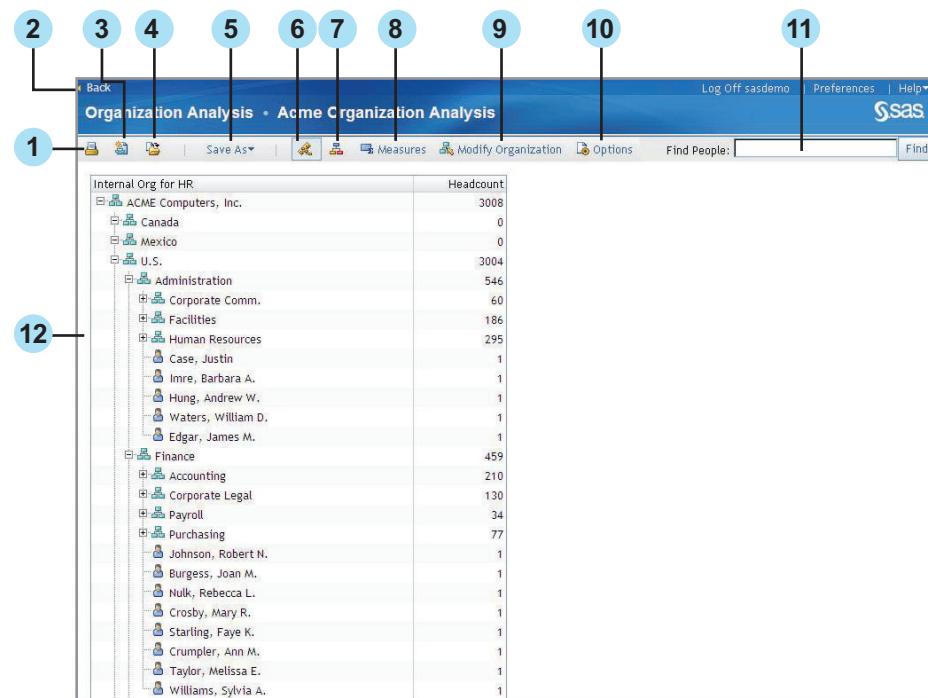 2 3 4 5 6 7 8 9 10 11
Back Log Off sasdemo | Preferences | Help
Organization Analysis • Acme Organization Analysis sas
1 Save As Measures Modify Organization Options Find People: Find
Internal Org for HR Headcount
ACME Computers, Inc. 3008
Canada 0
Mexico 0
U.S. 3004
Administration 546
Corporate Comm. 60
Facilities 186
12 Human Resources 295
Case, Justin 1
Imre, Barbara A. 1
Hung, Andrew W. 1
Waters, William D. 1
Edgar, James M. 1
Finance 459
Accounting 210
Corporate Legal 130
Payroll 34
Purchasing 77
Johnson, Robert N. 1
Burgess, Joan M. 1
Nulk, Rebecca L. 1
Crosby, Mary R. 1
Starling, Faye K. 1
Crumpler, Ann M. 1
Taylor, Melissa E. 1
Williams, Sylvia A. 1